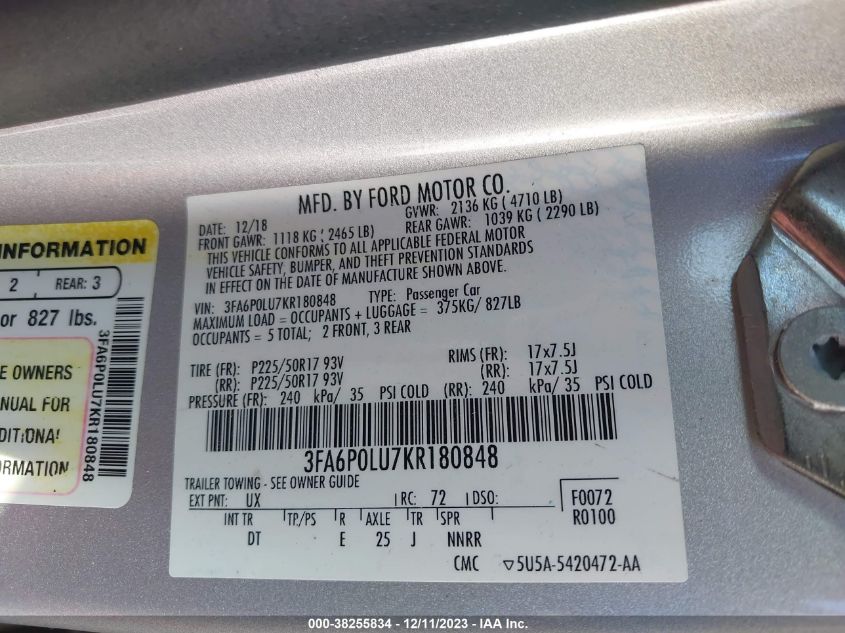 INFORMATION
2 REAR: 3
or 827 lbs.
E OWNERS
ANUAL FOR
DDITIONAL
FORMATION
3FA6P0LU7KR180848
MFD. BY FORD MOTOR CO.
DATE: 12/18 GVWR: 2136 KG ( 4710 LB)
FRONT GAWR: 1118 KG ( 2465 LB) REAR GAWR: 1039 KG ( 2290 LB)
THIS VEHICLE CONFORMS TO ALL APPLICABLE FEDERAL MOTOR
VEHICLE SAFETY, BUMPER, AND THEFT PREVENTION STANDARDS
IN EFFECT ON THE DATE OF MANUFACTURE SHOWN ABOVE.
VIN: 3FA6P0LU7KR180848 TYPE: Passenger Car
MAXIMUM LOAD = OCCUPANTS + LUGGAGE = 375KG/ 827LB
OCCUPANTS = 5 TOTAL; 2 FRONT, 3 REAR
TIRE (FR): P225/50R17 93V RIMS (FR): 17x7.5J
(RR): P225/50R17 93V (RR): 17x7.5J
PRESSURE (FR): 240 kPa/ 35 PSI COLD (RR): 240 kPa/ 35 PSI COLD
3FA6P0LU7KR180848
TRAILER TOWING - SEE OWNER GUIDE
EXT PNT: UX RC: 72 DSO: F0072
R0100
INT TR TP/PS R AXLE TR SPR
DT E 25 J NNRR
CMC ▽5U5A-5420472-AA
000-38255834 - 12/11/2023 - IAA Inc.